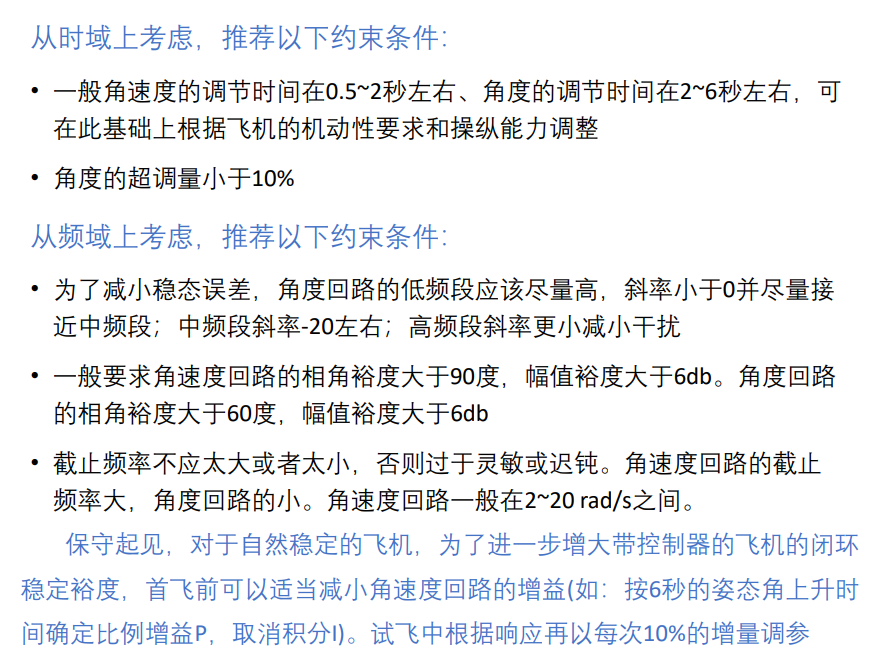 从时域上考虑，推荐以下约束条件：
• 一般角速度的调节时间在0.5~2秒左右、角度的调节时间在2~6秒左右，可
在此基础上根据飞机的机动性要求和操纵能力调整
• 角度的超调量小于10%
从频域上考虑，推荐以下约束条件：
• 为了减小稳态误差，角度回路的低频段应该尽量高，斜率小于0并尽量接
近中频段；中频段斜率-20左右；高频段斜率更小减小干扰
• 一般要求角速度回路的相角裕度大于90度，幅值裕度大于6db。角度回路
的相角裕度大于60度，幅值裕度大于6db
• 截止频率不应太大或者太小，否则过于灵敏或迟钝。角速度回路的截止
频率大，角度回路的小。角速度回路一般在2~20 rad/s之间。
保守起见，对于自然稳定的飞机，为了进一步增大带控制器的飞机的闭环
稳定裕度，首飞前可以适当减小角速度回路的增益(如：按6秒的姿态角上升时
间确定比例增益P，取消积分I)。试飞中根据响应再以每次10%的增量调参